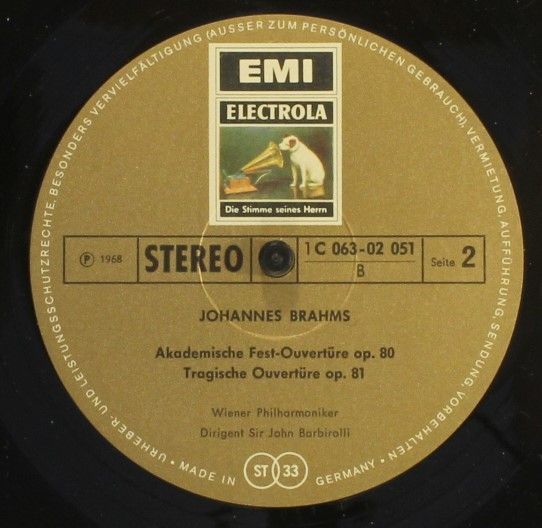 EMI
ELECTROLA
Die Stimme seines Herrn
℗ 1968
STEREO
1 C 063-02 051
B
Seite 2
JOHANNES BRAHMS
Akademische Fest-Ouvertüre op. 80
Tragische Ouvertüre op. 81
Wiener Philharmoniker
Dirigent Sir John Barbirolli
URHEBER- UND LEISTUNGSSCHUTZRECHTE, BESONDERS VERVIELFÄLTIGUNG (AUSSER ZUM PERSÖNLICHEN GEBRAUCH), VERMIETUNG, AUFFÜHRUNG, SENDUNG, VORBEHALTEN •
• MADE IN GERMANY •
ST 33